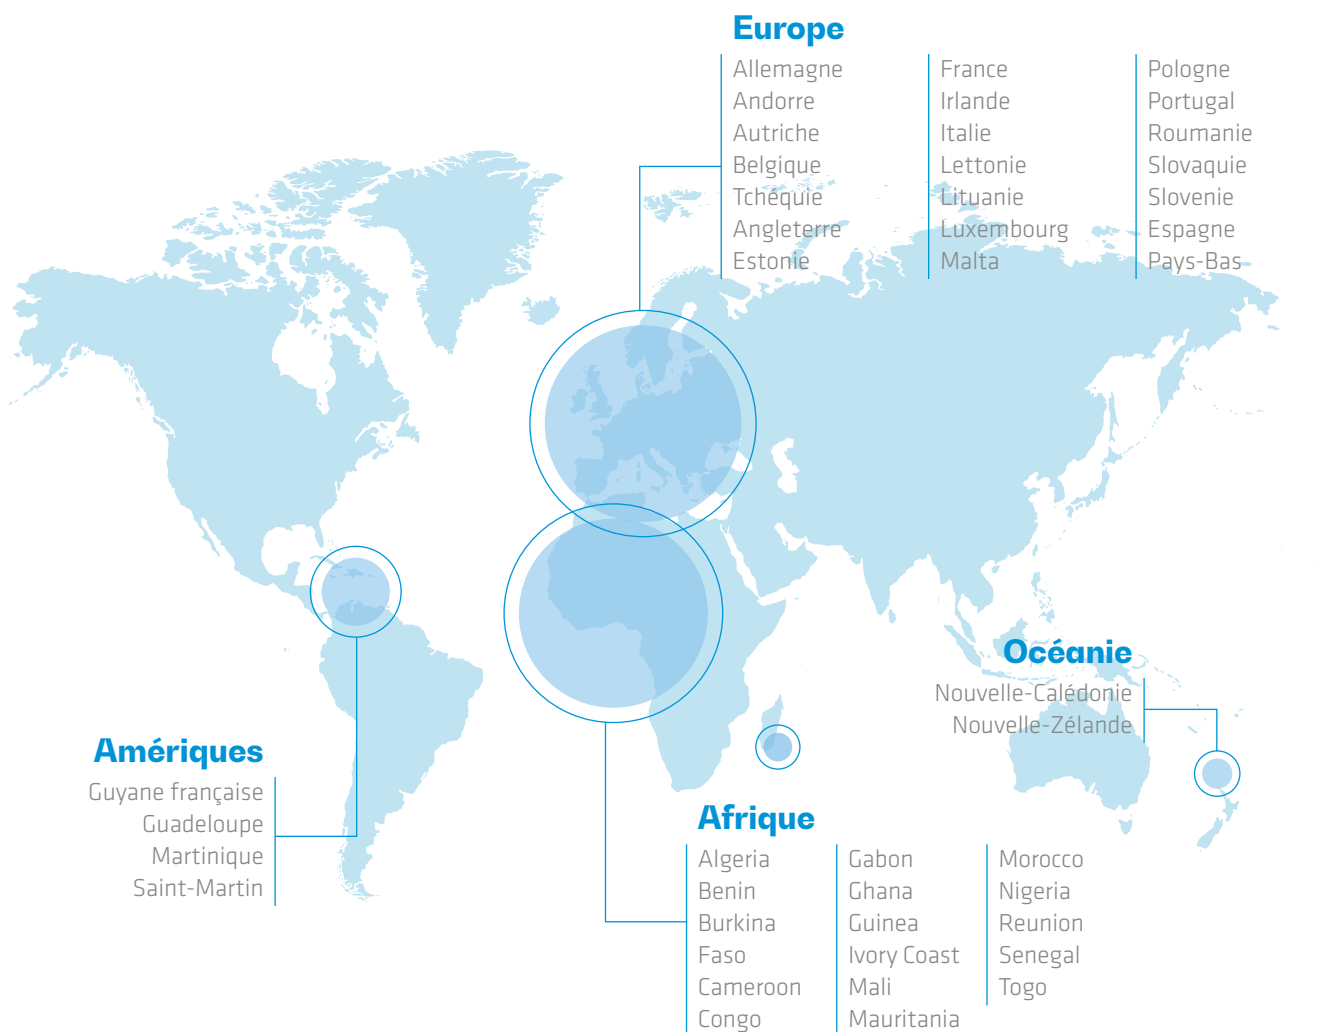 Europe
Allemagne
Andorre
Autriche
Belgique
Tchéquie
Angleterre
Estonie
France
Irlande
Italie
Lettonie
Lituanie
Luxembourg
Malta
Pologne
Portugal
Roumanie
Slovaquie
Slovenie
Espagne
Pays-Bas
Océanie
Nouvelle-Calédonie
Nouvelle-Zélande
Amériques
Guyane française
Guadeloupe
Martinique
Saint-Martin
Afrique
Algeria
Benin
Burkina
Faso
Cameroon
Congo
Gabon
Ghana
Guinea
Ivory Coast
Mali
Mauritania
Morocco
Nigeria
Reunion
Senegal
Togo